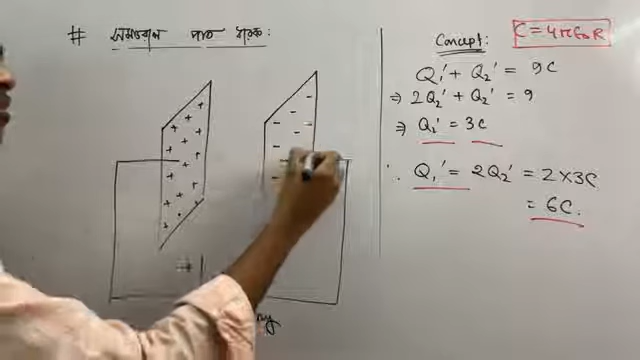 # সমান্তরাল পাত ধারক:
Concept:
C = 4πε₀R
Q₁' + Q₂' = 9C
⇒ 2Q₂' + Q₂' = 9
⇒ Q₂' = 3C
∴ Q₁' = 2Q₂' = 2×3C
= 6C.